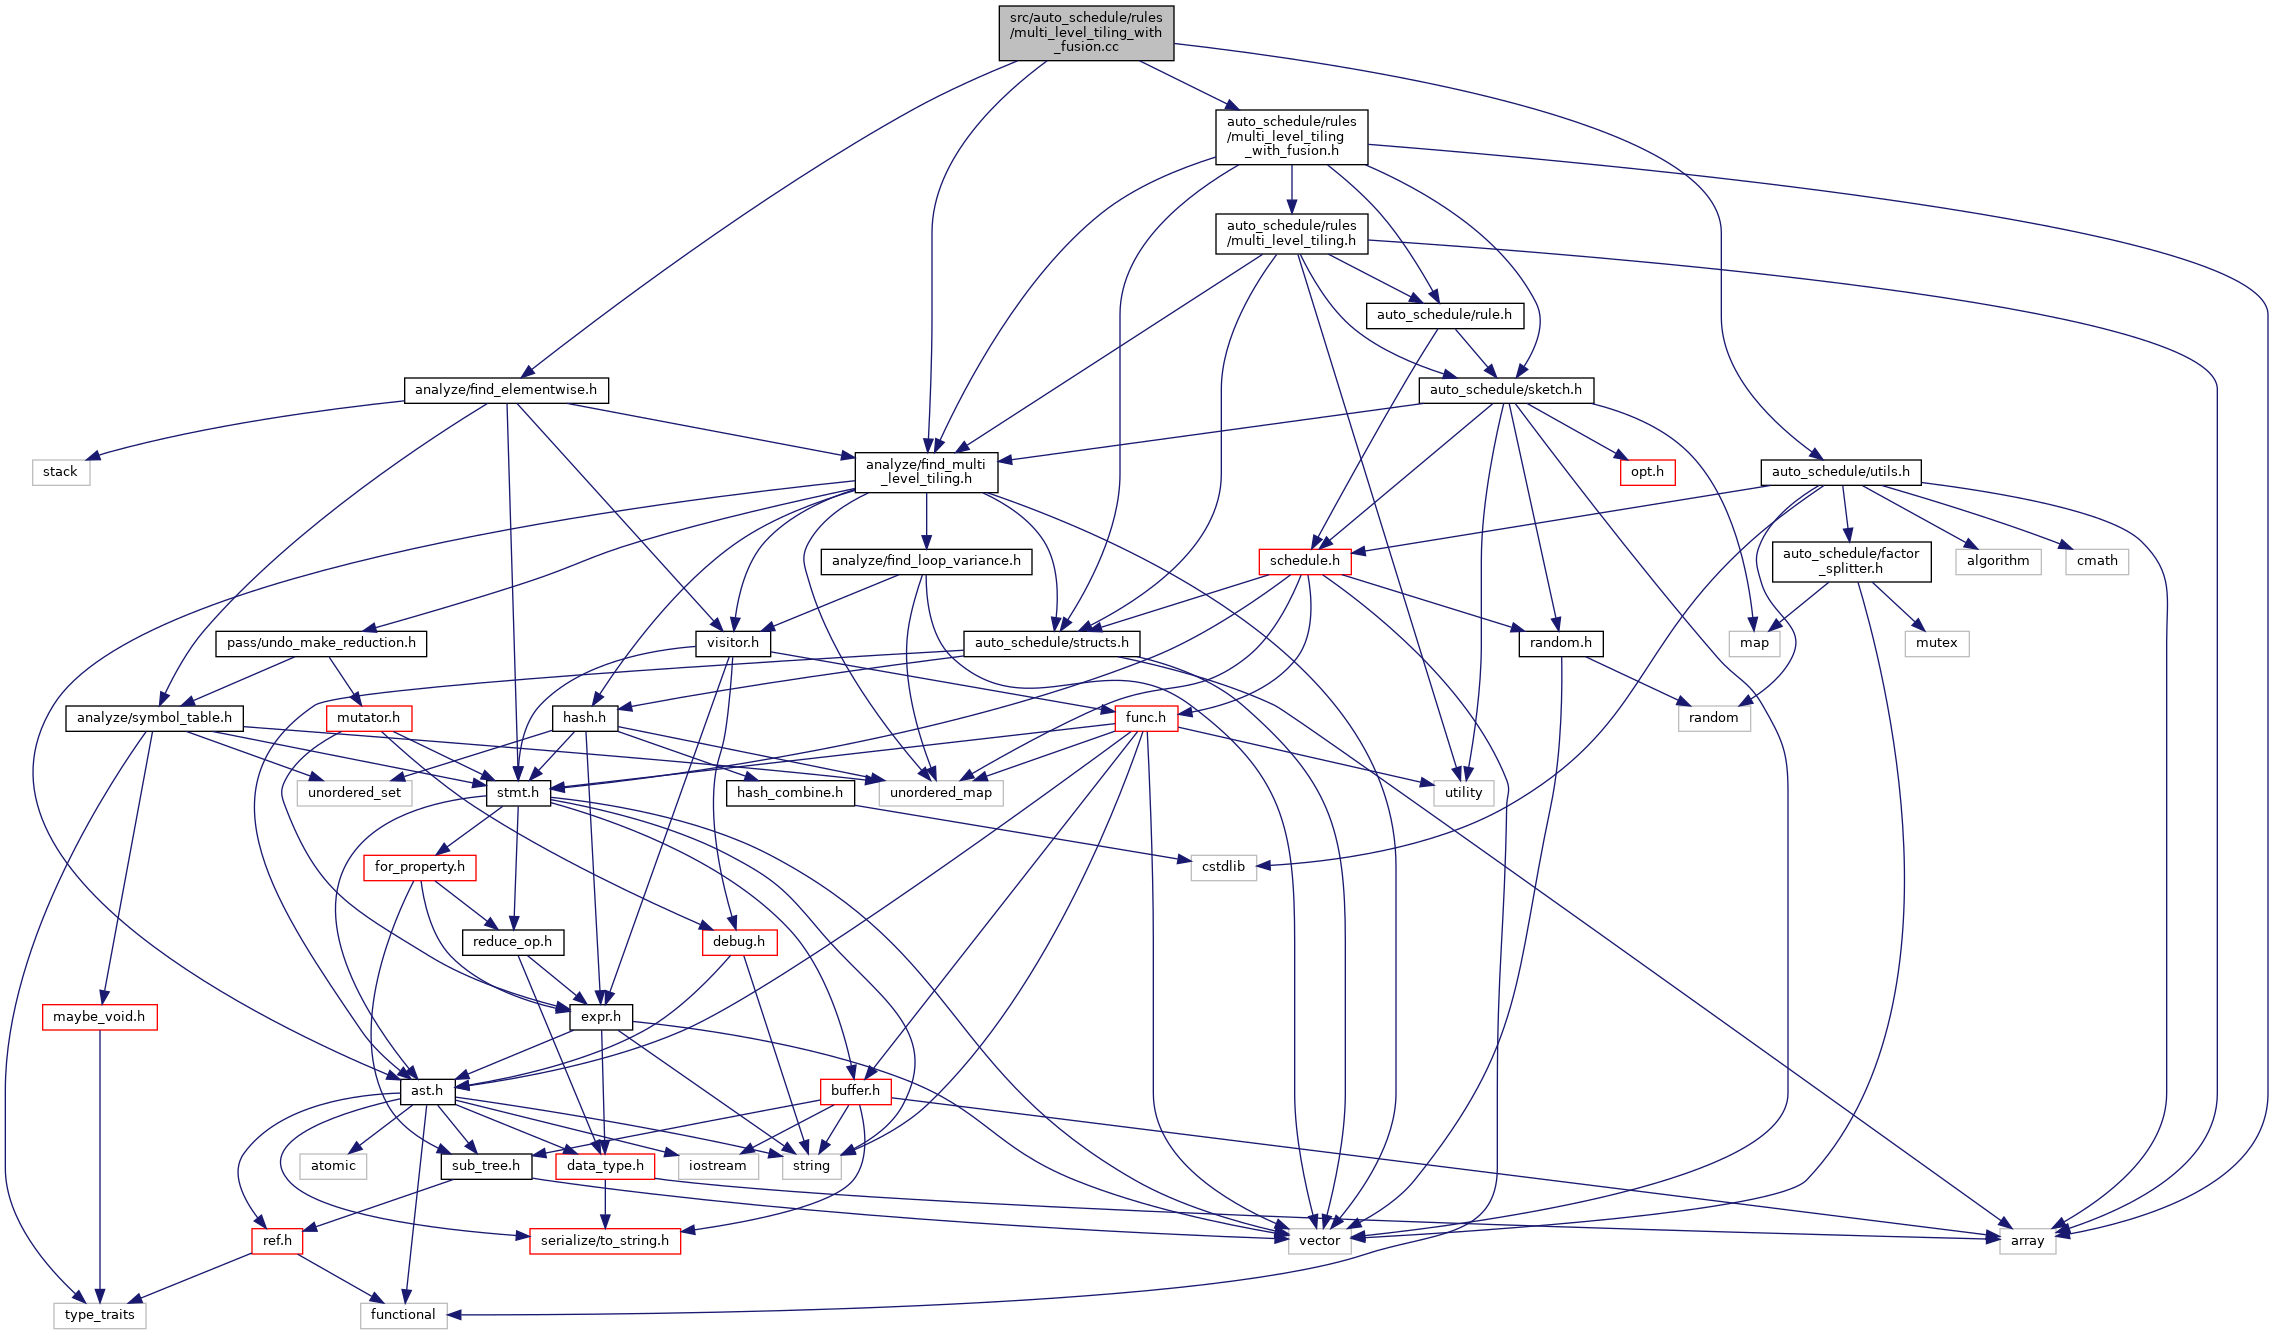 src/auto_schedule/rules
/multi_level_tiling_with
_fusion.cc
auto_schedule/rules
/multi_level_tiling
_with_fusion.h
auto_schedule/rules
/multi_level_tiling.h
auto_schedule/rule.h
analyze/find_elementwise.h
auto_schedule/sketch.h
stack
analyze/find_multi
_level_tiling.h
opt.h
auto_schedule/utils.h
analyze/find_loop_variance.h
schedule.h
auto_schedule/factor
_splitter.h
algorithm
cmath
pass/undo_make_reduction.h
visitor.h
auto_schedule/structs.h
random.h
map
mutex
analyze/symbol_table.h
mutator.h
hash.h
func.h
random
unordered_set
stmt.h
hash_combine.h
unordered_map
utility
for_property.h
cstdlib
reduce_op.h
debug.h
maybe_void.h
expr.h
ast.h
buffer.h
atomic
sub_tree.h
data_type.h
iostream
string
ref.h
serialize/to_string.h
vector
array
type_traits
functional